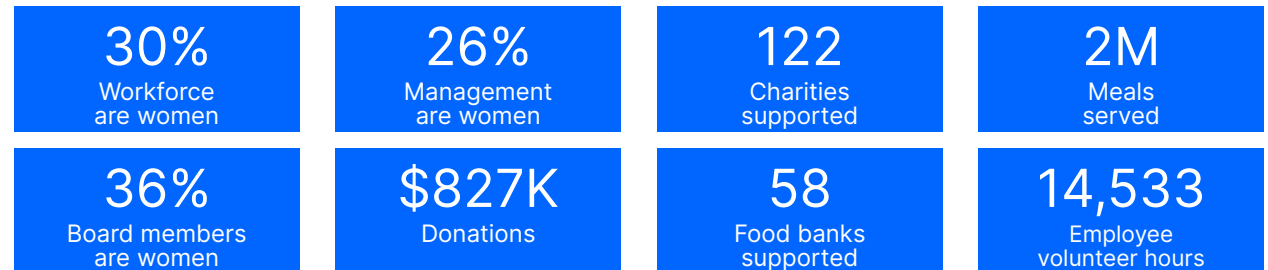 30%
Workforce
are women
26%
Management
are women
122
Charities
supported
2M
Meals
served
36%
Board members
are women
$827K
Donations
58
Food banks
supported
14,533
Employee
volunteer hours